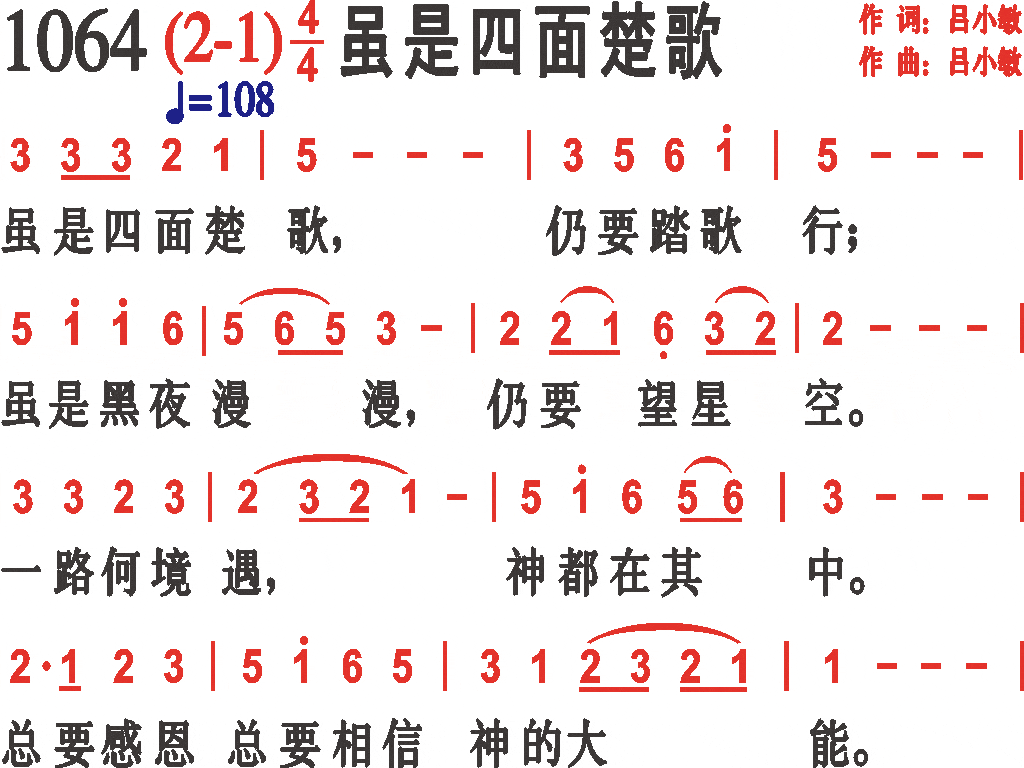 1064 (2-1) 4/4 虽是四面楚歌 作 词：吕小敏
♩=108 作 曲：吕小敏
3 3 3 2 1 | 5 - - - | 3 5 6 i | 5 - - - |
虽是四面楚 歌， 仍要踏歌 行；
5 i i 6 | 5 6 5 3 - | 2 2 1 6̣ 3 2 | 2 - - - |
虽是黑夜漫 漫， 仍要 望星 空。
3 3 2 3 | 2 3 2 1 - | 5 i 6 5 6 | 3 - - - |
一路何境 遇， 神都在其 中。
2 · 1 2 3 | 5 i 6 5 | 3 1 2 3 2 1 | 1 - - - |
总要感恩 总要相信 神的大 能。